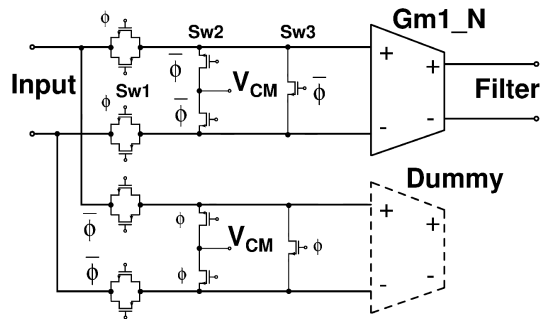 ϕ Sw2 Sw3 Gm1_N
ϕ̅ + +
Input ϕ Sw1 V_CM ϕ̅ Filter
ϕ̅ - -
Dummy
ϕ̅ ϕ V_CM ϕ + +
ϕ̅ ϕ - -